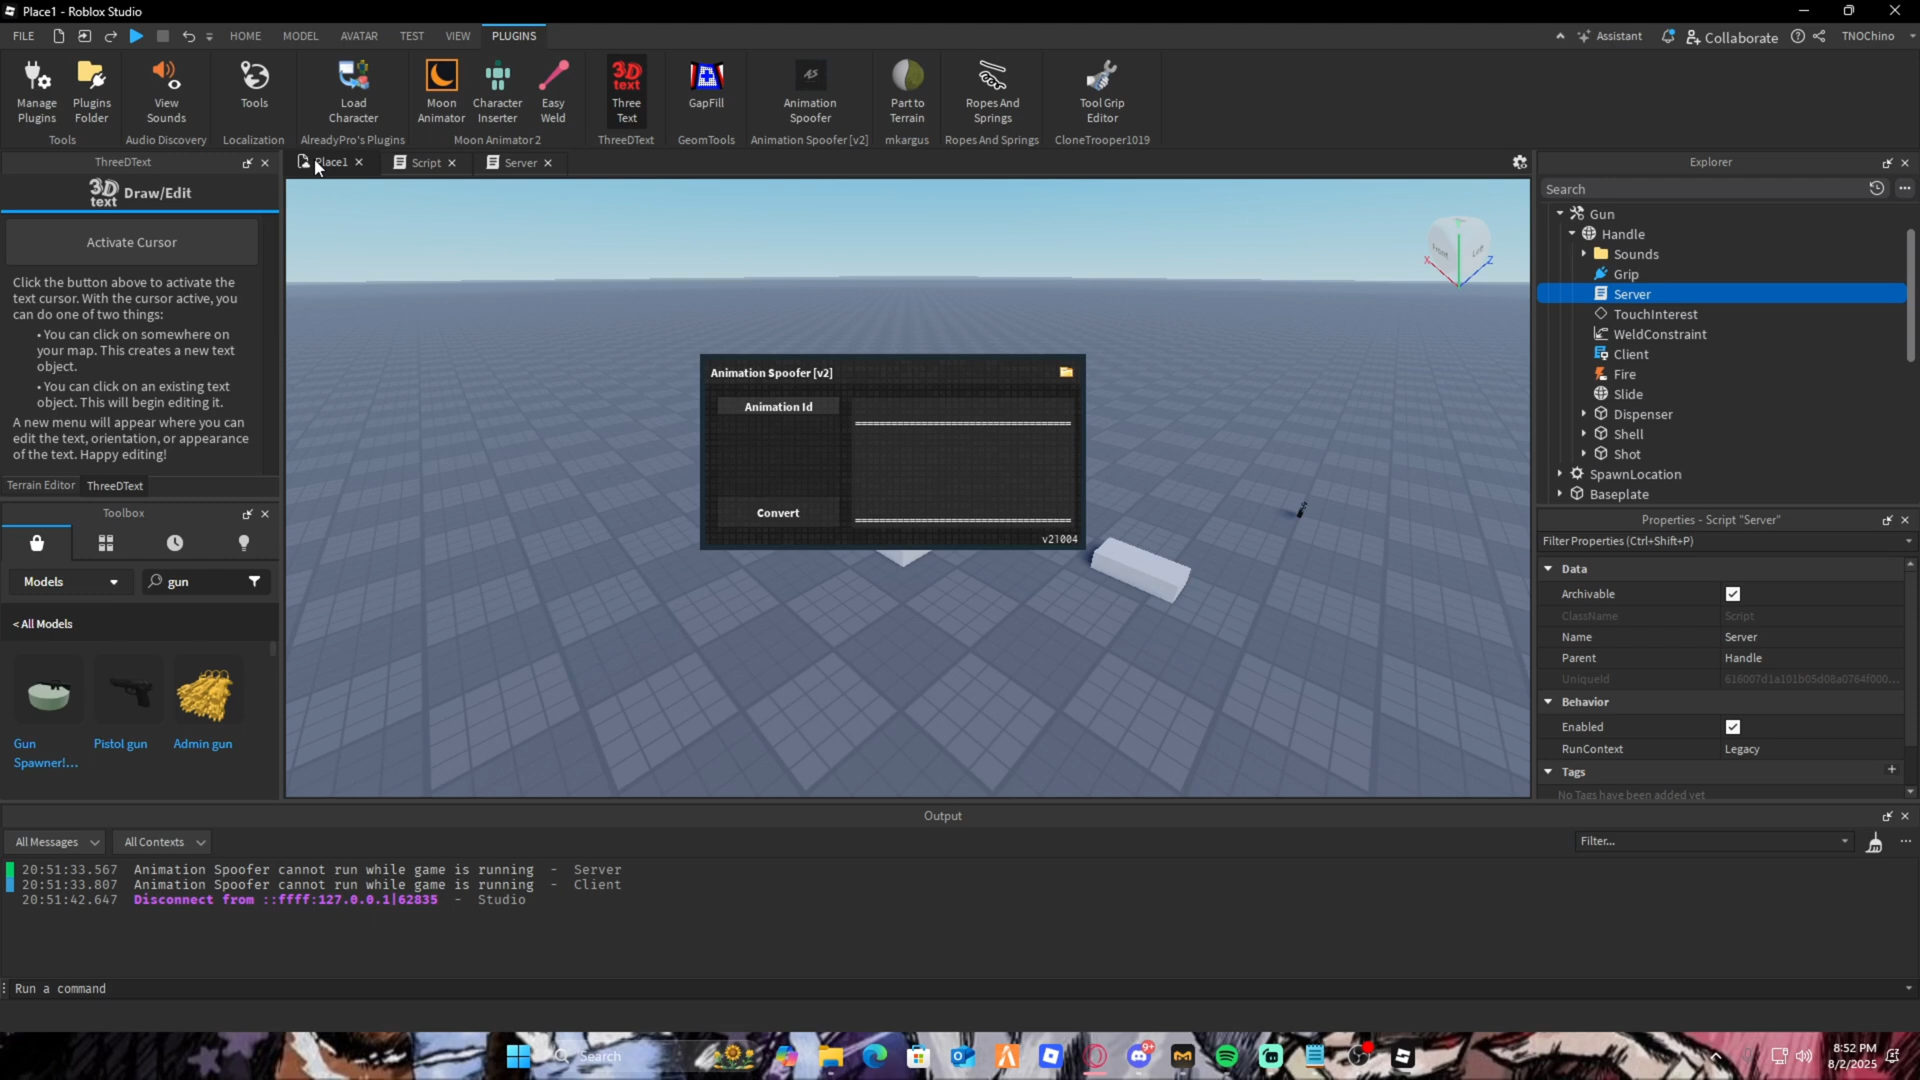 Place1 - Roblox Studio
FILE HOME MODEL AVATAR TEST VIEW PLUGINS Assistant Collaborate TNOChino
Manage Plugins
Plugins Folder
View Sounds
Tools
Load Character
Moon Animator
Character Inserter
Easy Weld
3D text
Three Text
GapFill
AS
Animation Spoofer
Part to Terrain
Ropes And Springs
Tool Grip Editor
Tools Audio Discovery Localization AlreadyPro's Plugins Moon Animator 2 ThreeDText GeomTools Animation Spoofer [v2] mkargus Ropes And Springs CloneTrooper1019
ThreeDText
Place1 Script Server
3D text Draw/Edit
Activate Cursor
Click the button above to activate the
text cursor. With the cursor active, you
can do one of two things:
• You can click on somewhere on
your map. This creates a new text
object.
• You can click on an existing text
object. This will begin editing it.
A new menu will appear where you can
edit the text, orientation, or appearance
of the text. Happy editing!
Terrain Editor ThreeDText
Toolbox
Models gun
< All Models
Gun Spawner!...
Pistol gun
Admin gun
Front
Left
X
Y
Z
Animation Spoofer [v2]
Animation Id
Convert
v21004
Explorer
Search
Gun
Handle
Sounds
Grip
Server
TouchInterest
WeldConstraint
Client
Fire
Slide
Dispenser
Shell
Shot
SpawnLocation
Baseplate
Properties - Script "Server"
Filter Properties (Ctrl+Shift+P)
Data
Archivable
ClassName Script
Name Server
Parent Handle
UniqueId 616007d1a101b05d08a0764f000...
Behavior
Enabled
RunContext Legacy
Tags +
No Tags have been added yet
Output
All Messages All Contexts Filter...
20:51:33.567 Animation Spoofer cannot run while game is running - Server
20:51:33.807 Animation Spoofer cannot run while game is running - Client
20:51:42.647 Disconnect from ::ffff:127.0.0.1|62835 - Studio
Run a command
Search
9+
8:52 PM
8/2/2025